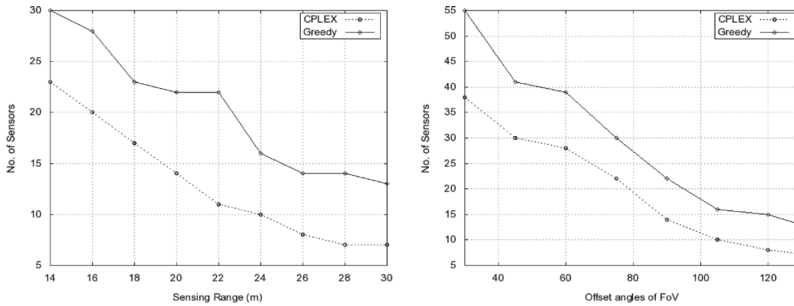 30
25
20
15
10
5
14 16 18 20 22 24 26 28 30
No. of Sensors
Sensing Range (m)
CPLEX
Greedy
55
50
45
40
35
30
25
20
15
10
5
40 60 80 100 120
No. of Sensors
Offset angles of FoV
CPLEX
Greedy